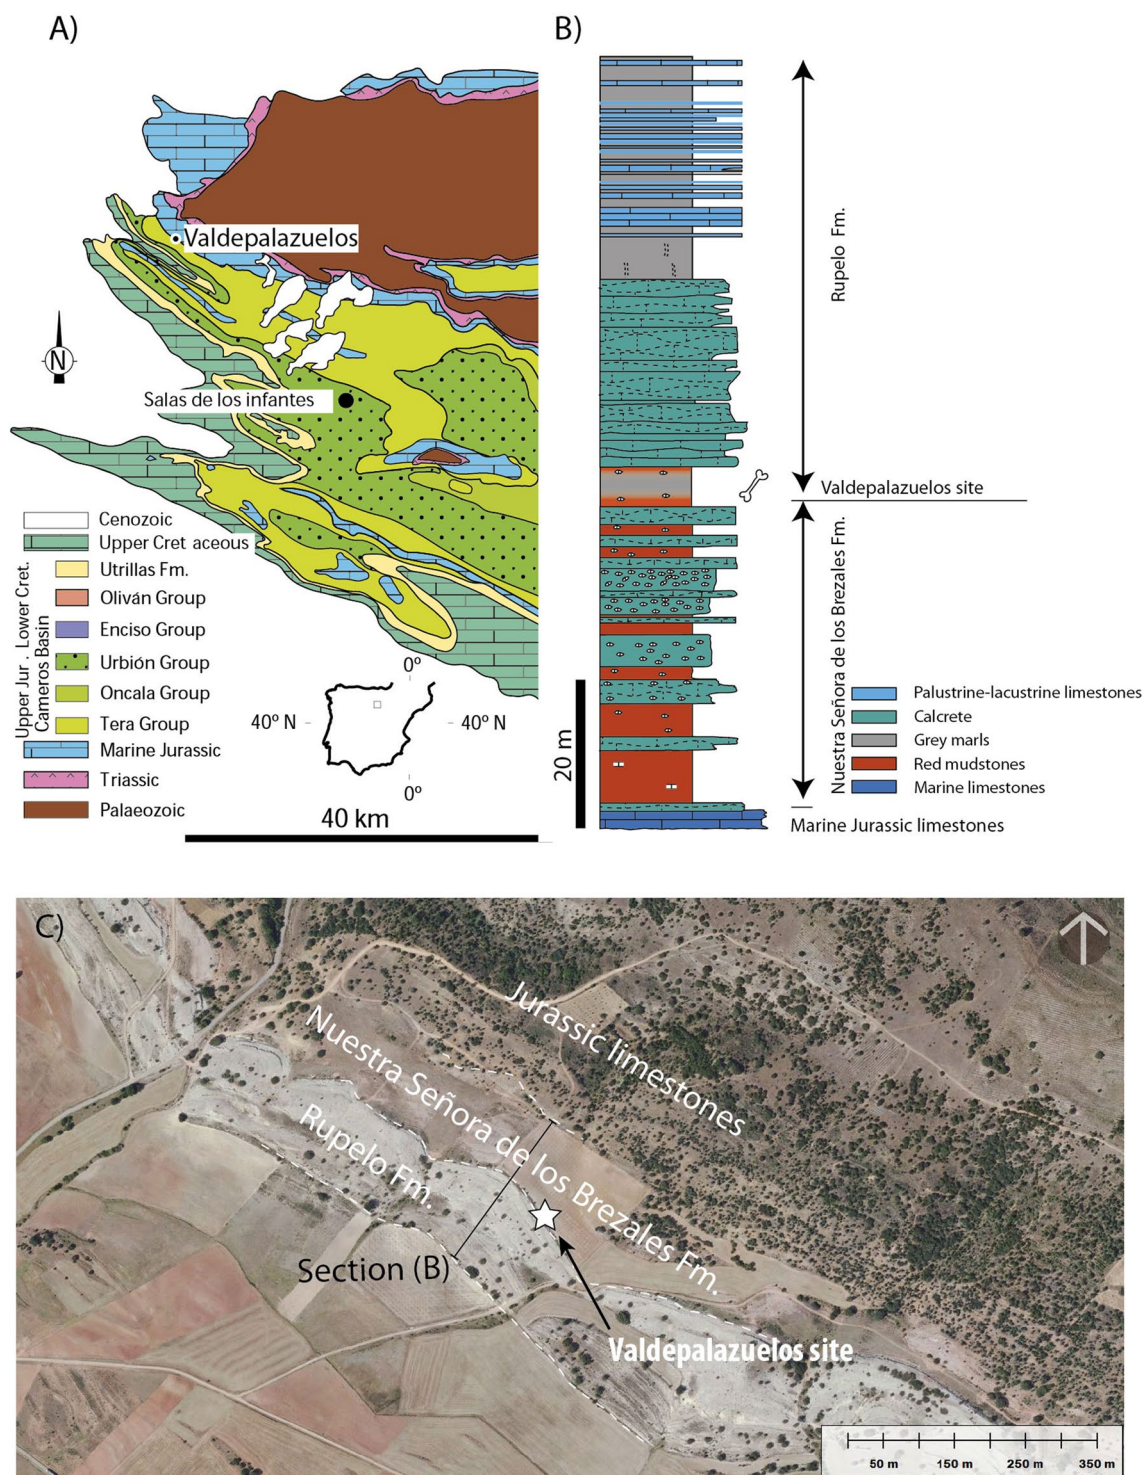 A)
Valdepalazuelos
N
Salas de los infantes
Cenozoic
Upper Cret aceous
Utrillas Fm.
Oliván Group
Enciso Group
Urbión Group
Oncala Group
Tera Group
Marine Jurassic
Triassic
Palaeozoic
Upper Jur . Lower Cret.
Cameros Basin
0º
40º N
40º N
0º
40 km
B)
Rupelo Fm.
Valdepalazuelos site
Nuestra Señora de los Brezales Fm.
Palustrine-lacustrine limestones
Calcrete
Grey marls
Red mudstones
Marine limestones
20 m
Marine Jurassic limestones
C)
Jurassic limestones
Nuestra Señora de los Brezales Fm.
Rupelo Fm.
Section (B)
Valdepalazuelos site
50 m 150 m 250 m 350 m